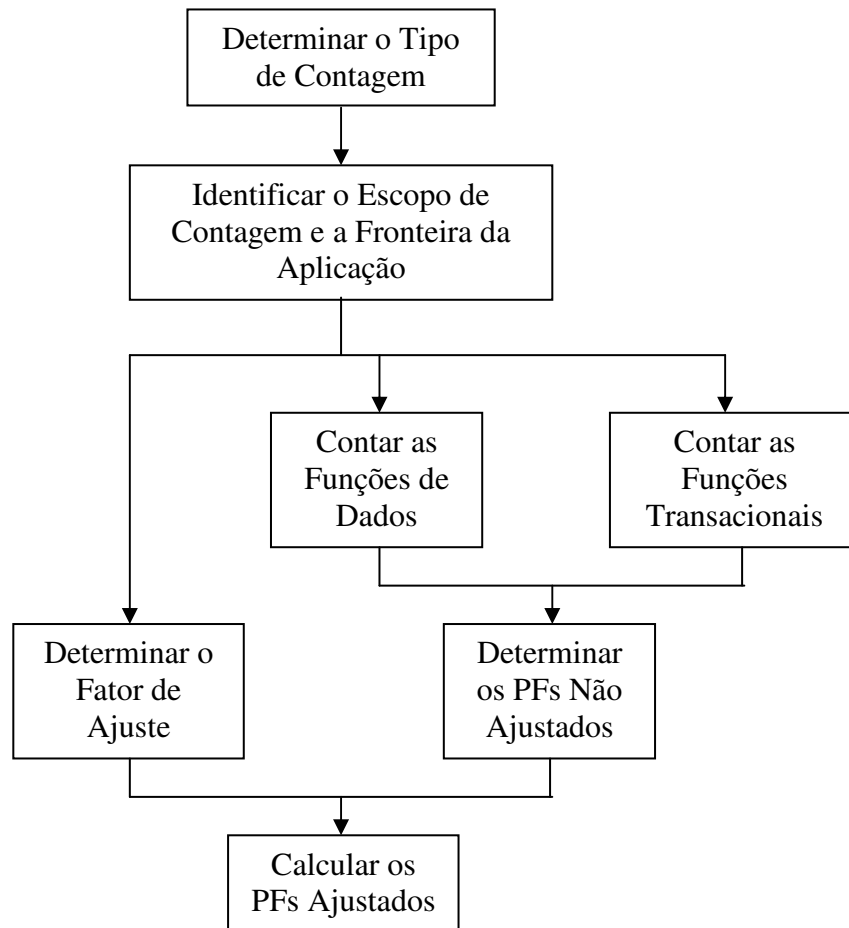 Determinar o Tipo
de Contagem
Identificar o Escopo de
Contagem e a Fronteira da
Aplicação
Contar as
Funções de
Dados
Contar as
Funções
Transacionais
Determinar o
Fator de
Ajuste
Determinar
os PFs Não
Ajustados
Calcular os
PFs Ajustados